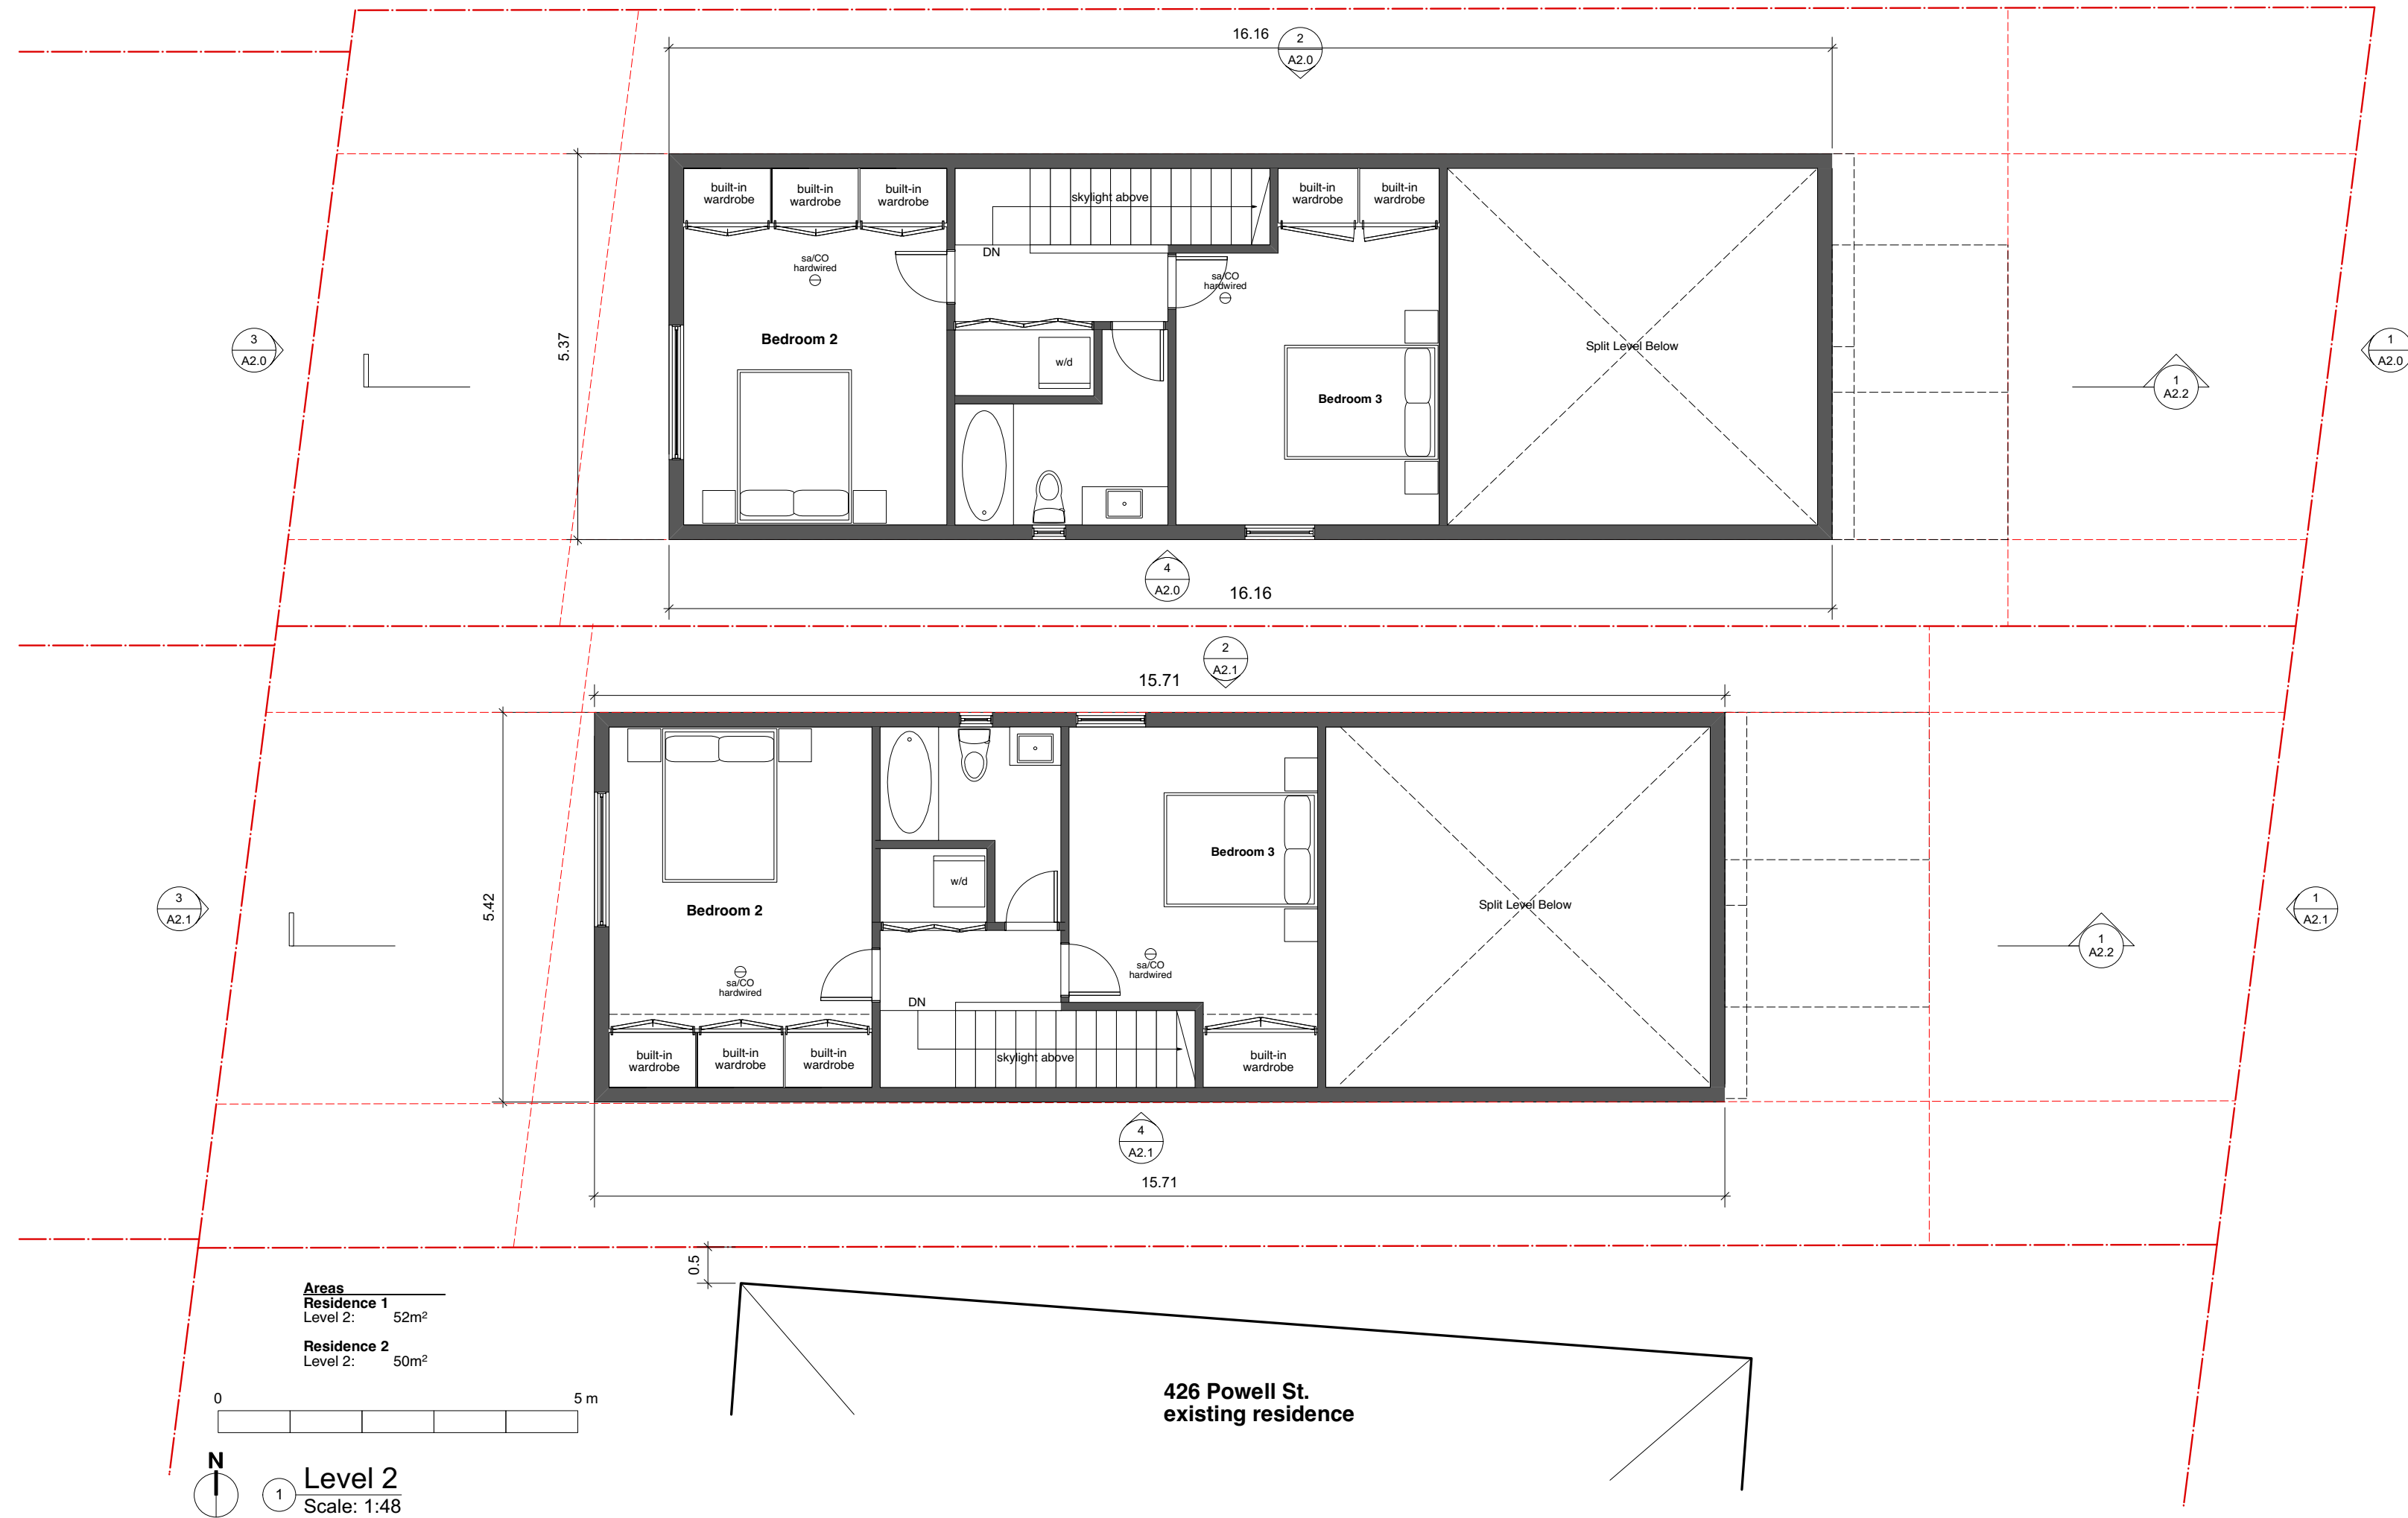 16.16
2
A2.0
built-in
wardrobe
built-in
wardrobe
built-in
wardrobe
skylight above
built-in
wardrobe
built-in
wardrobe
DN
sa/CO
hardwired
sa/CO
hardwired
5.37
3
A2.0
Bedroom 2
w/d
Bedroom 3
Split Level Below
1
A2.0
1
A2.2
4
A2.0
16.16
2
A2.1
15.71
5.42
3
A2.1
Bedroom 2
w/d
Bedroom 3
Split Level Below
1
A2.1
1
A2.2
sa/CO
hardwired
sa/CO
hardwired
DN
built-in
wardrobe
built-in
wardrobe
built-in
wardrobe
skylight above
built-in
wardrobe
4
A2.1
15.71
0.5
Areas
Residence 1
Level 2: 52m²
Residence 2
Level 2: 50m²
0 5 m
426 Powell St.
existing residence
N
1
Level 2
Scale: 1:48